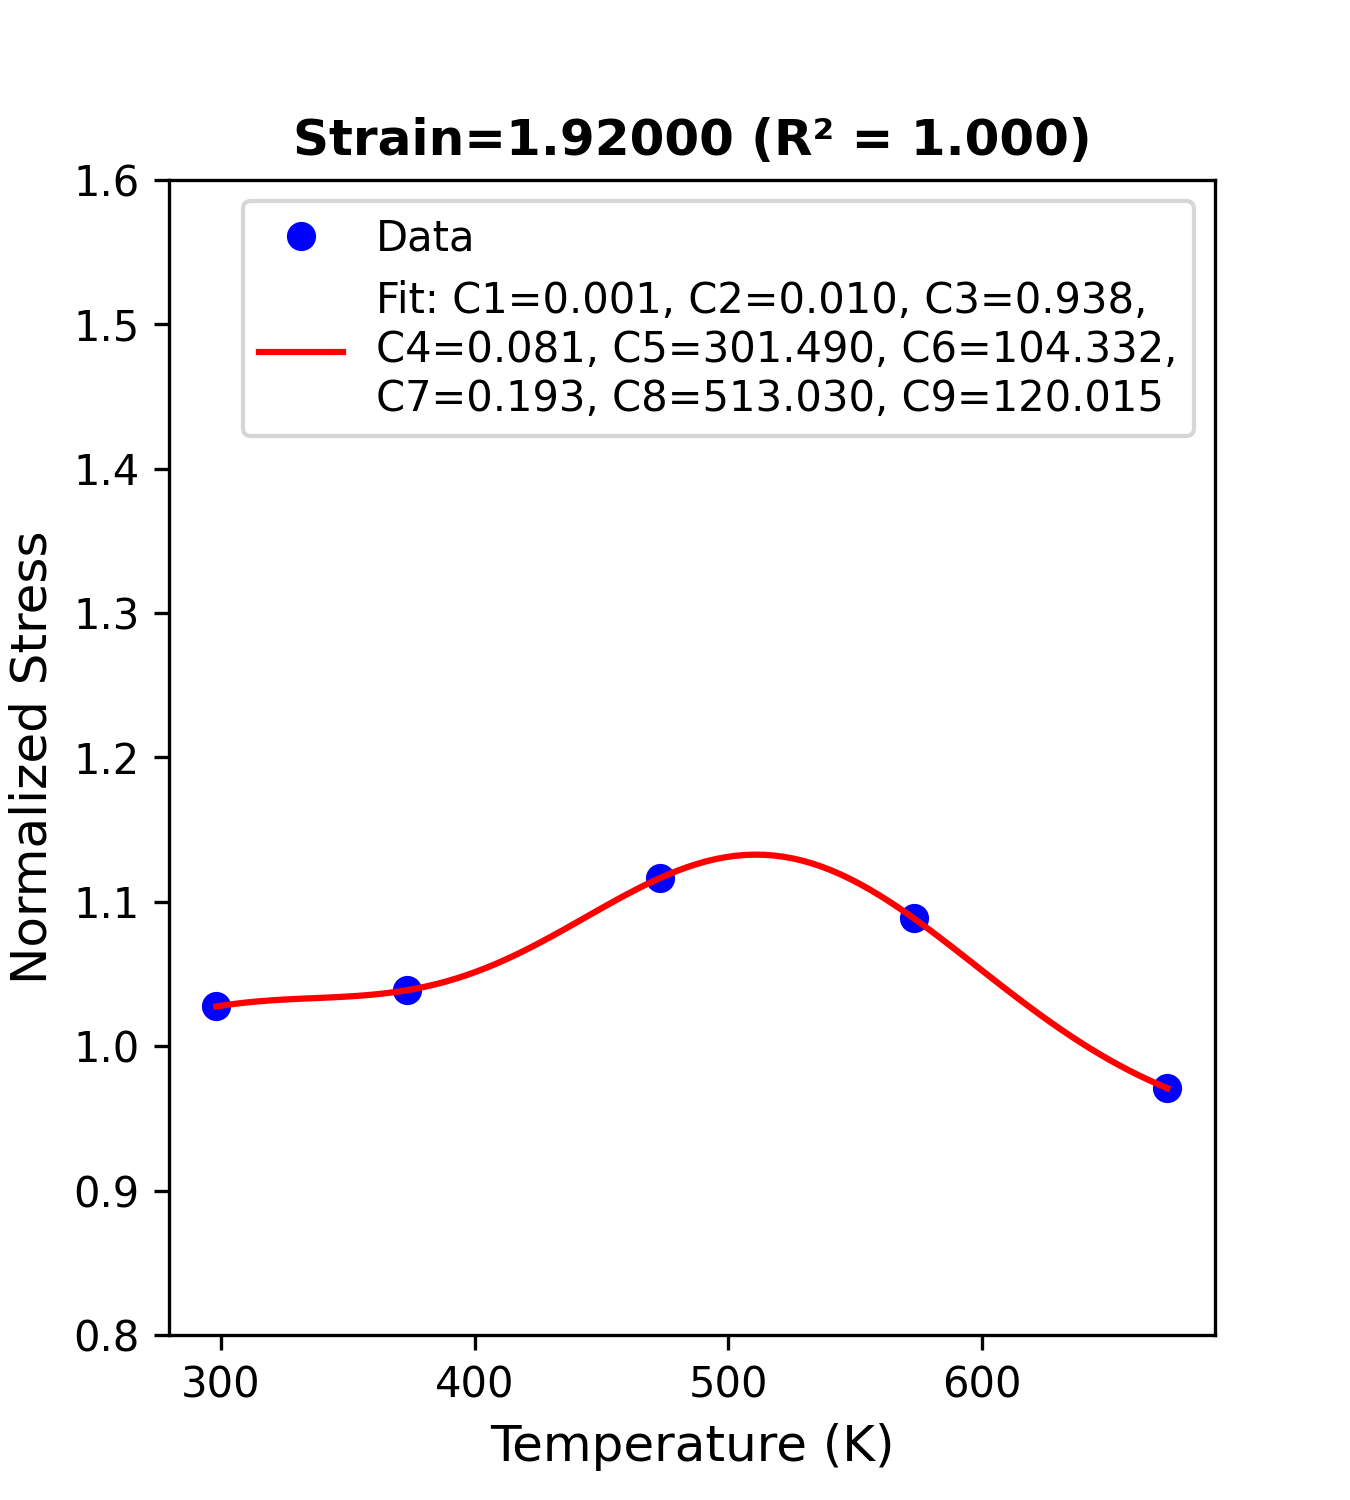 Strain=1.92000 (R² = 1.000)
1.6
1.5
1.4
1.3
1.2
1.1
1.0
0.9
0.8
Normalized Stress
Data
Fit: C1=0.001, C2=0.010, C3=0.938,
C4=0.081, C5=301.490, C6=104.332,
C7=0.193, C8=513.030, C9=120.015
300 400 500 600
Temperature (K)